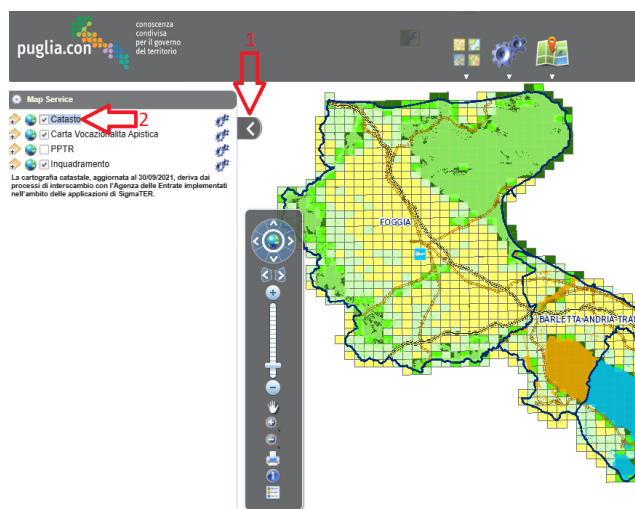 puglia.con
conoscenza
condivisa
per il governo
del territorio
1
Map Service
Catasto
2
Carta Vocazionalita Apistica
PPTR
Inquadramento
La cartografia catastale, aggiornata al 30/09/2021, deriva dai
processi di interscambio con l'Agenzia delle Entrate implementati
nell'ambito delle applicazioni di SigmaTER.
FOGGIA
BARLETTA-ANDRIA-TRA